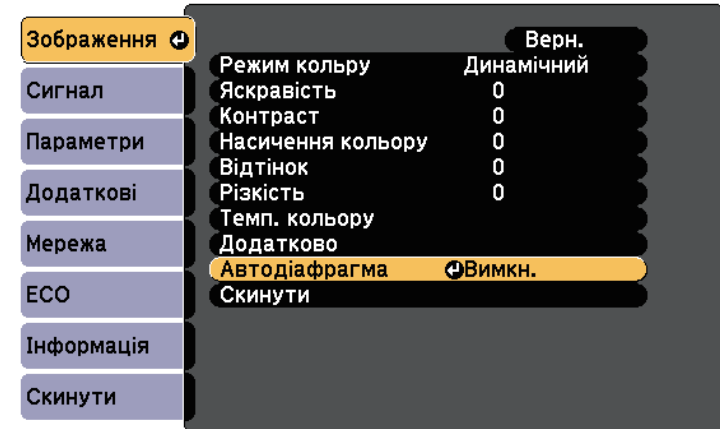 Зображення
Сигнал
Параметри
Додаткові
Мережа
ECO
Інформація
Скинути
Верн.
Режим кольру Динамічний
Яскравість 0
Контраст 0
Насичення кольору 0
Відтінок 0
Різкість 0
Темп. кольору
Додатково
Автодіафрагма Вимкн.
Скинути